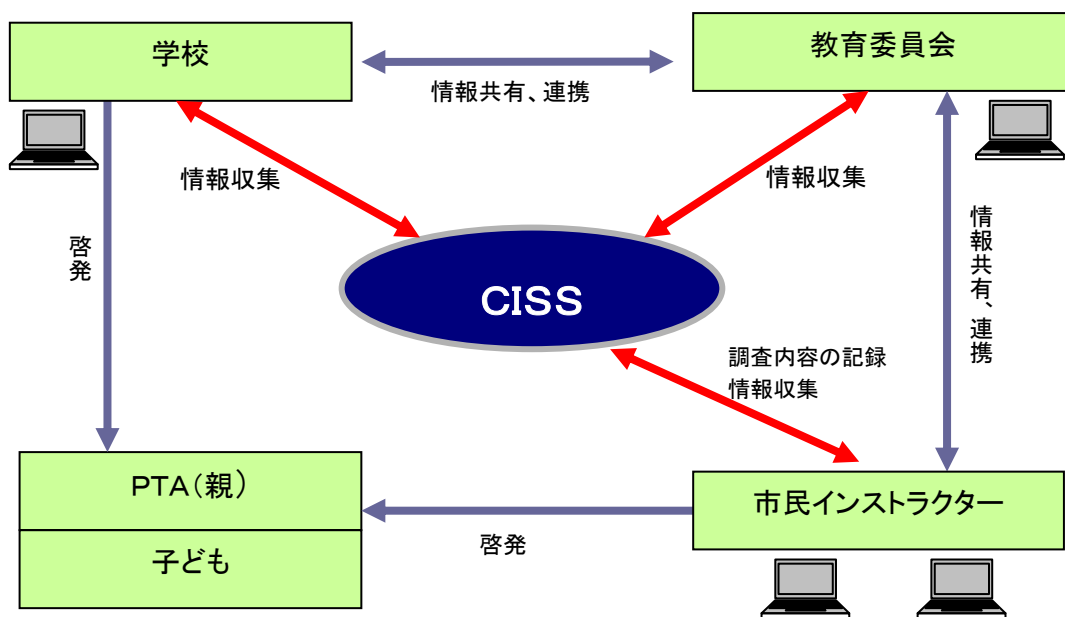 学校
教育委員会
情報共有、連携
情報収集
情報収集
啓発
情報共有、連携
CISS
調査内容の記録
情報収集
PTA(親)
市民インストラクター
啓発
子ども